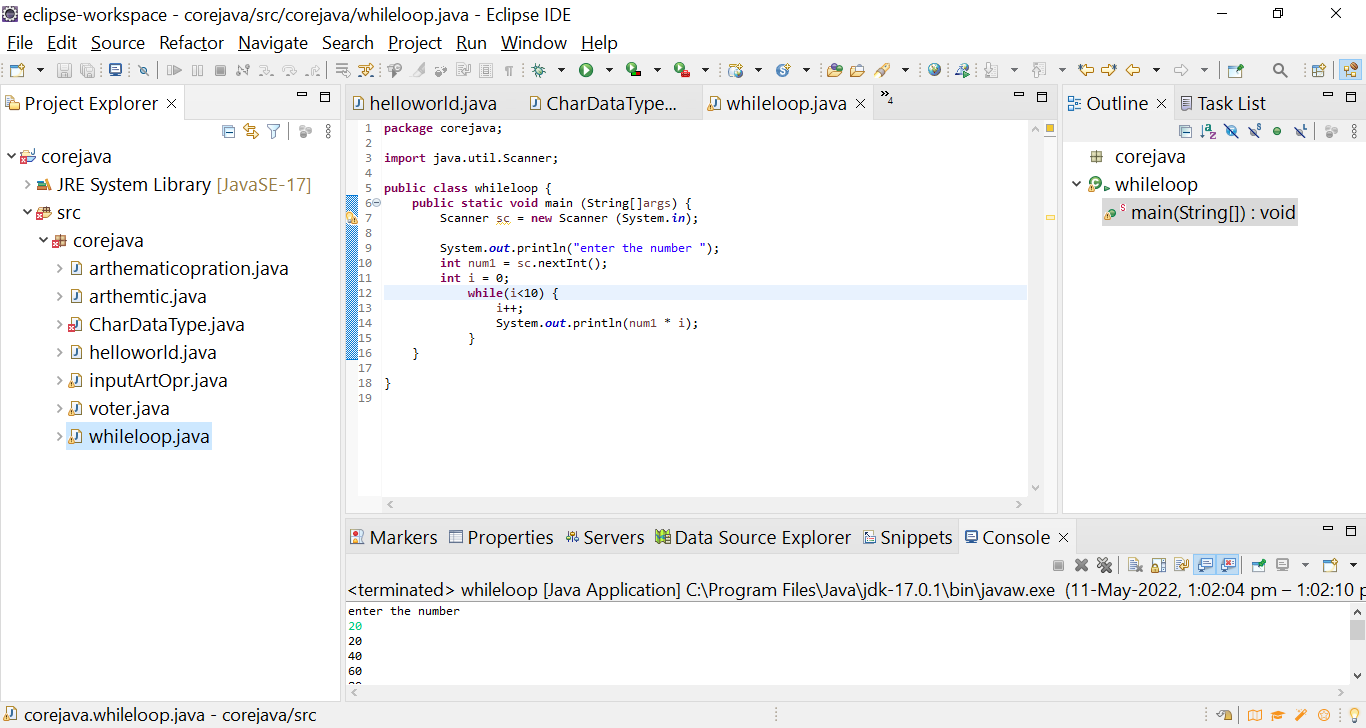 eclipse-workspace - corejava/src/corejava/whileloop.java - Eclipse IDE
File Edit Source Refactor Navigate Search Project Run Window Help
Project Explorer
corejava
JRE System Library [JavaSE-17]
src
corejava
arthematicopration.java
arthemtic.java
CharDataType.java
helloworld.java
inputArtOpr.java
voter.java
whileloop.java
helloworld.java CharDataType... whileloop.java »4
1 package corejava;
2
3 import java.util.Scanner;
4
5 public class whileloop {
6 public static void main (String[]args) {
7 Scanner sc = new Scanner (System.in);
8
9 System.out.println("enter the number ");
10 int num1 = sc.nextInt();
11 int i = 0;
12 while(i<10) {
13 i++;
14 System.out.println(num1 * i);
15 }
16 }
17
18 }
19
Outline Task List
corejava
whileloop
main(String[]) : void
Markers Properties Servers Data Source Explorer Snippets Console
<terminated> whileloop [Java Application] C:\Program Files\Java\jdk-17.0.1\bin\javaw.exe (11-May-2022, 1:02:04 pm – 1:02:10 p
enter the number
20
20
40
60
corejava.whileloop.java - corejava/src